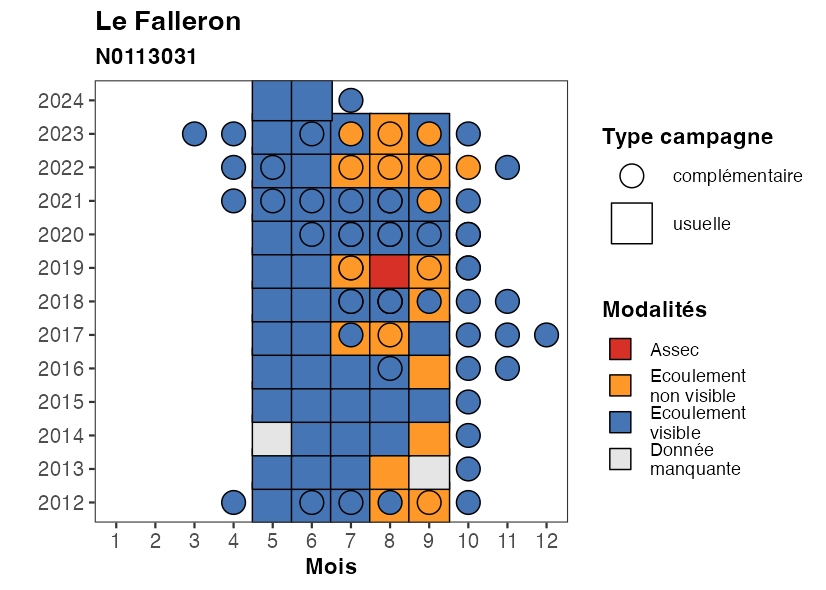 Le Falleron
N0113031
2024
2023
2022
2021
2020
2019
2018
2017
2016
2015
2014
2013
2012
1 2 3 4 5 6 7 8 9 10 11 12
Mois
Type campagne
complémentaire
usuelle
Modalités
Assec
Ecoulement
non visible
Ecoulement
visible
Donnée
manquante